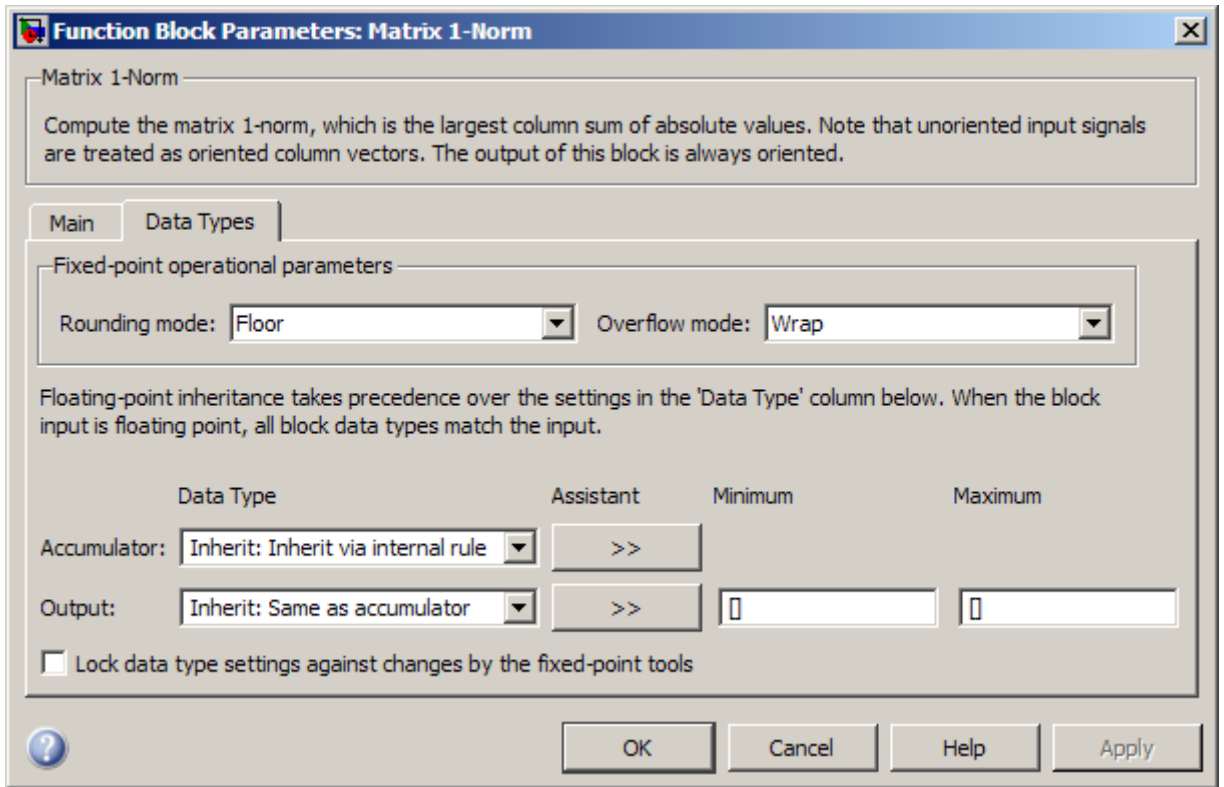 Function Block Parameters: Matrix 1-Norm
Matrix 1-Norm
Compute the matrix 1-norm, which is the largest column sum of absolute values. Note that unoriented input signals
are treated as oriented column vectors. The output of this block is always oriented.
Main Data Types
Fixed-point operational parameters
Rounding mode: Floor Overflow mode: Wrap
Floating-point inheritance takes precedence over the settings in the 'Data Type' column below. When the block
input is floating point, all block data types match the input.
Data Type Assistant Minimum Maximum
Accumulator: Inherit: Inherit via internal rule >>
Output: Inherit: Same as accumulator >> [] []
Lock data type settings against changes by the fixed-point tools
? OK Cancel Help Apply